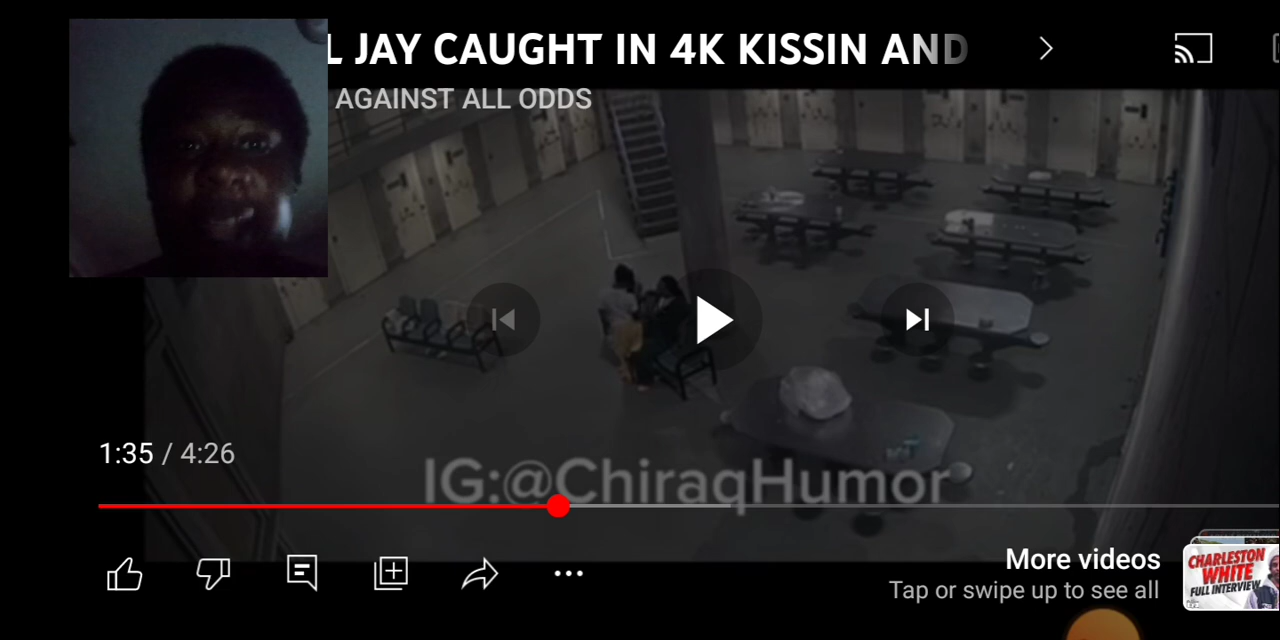 L JAY CAUGHT IN 4K KISSIN AND
AGAINST ALL ODDS
1:35 / 4:26
IG:@ChiraqHumor
More videos
Tap or swipe up to see all
CHARLESTON
WHITE
FULL INTERVIEW